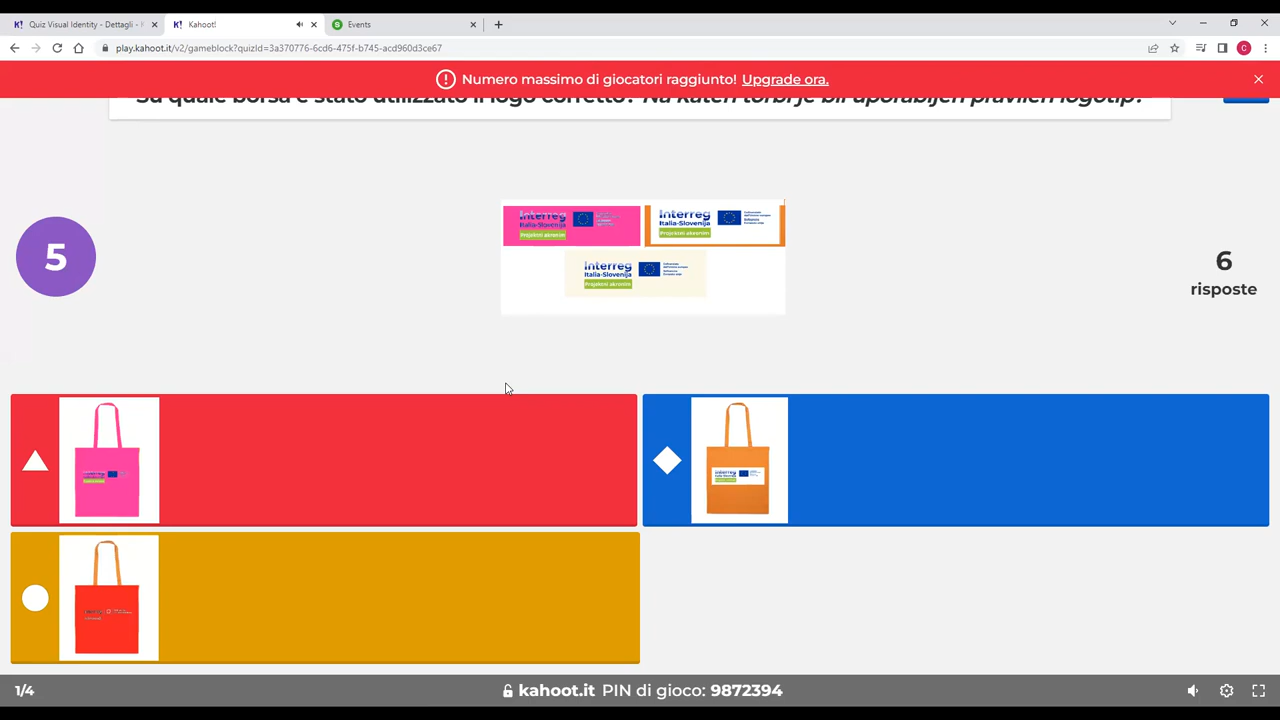 Quiz Visual Identity - Dettagli -
Kahoot!
Events
play.kahoot.it/v2/gameblock?quizId=3a370776-6cd6-475f-b745-acd960d3ce67
C
Numero massimo di giocatori raggiunto! Upgrade ora.
Su quale borsa è stato utilizzato il logo corretto? Na kateri torbi je bil uporabljen pravilen logotip?
5
Interreg
Italia-Slovenija
Projektni akronim
Interreg
Italia-Slovenija
Projektni akronim
Interreg
Italia-Slovenija
Projektni akronim
6
risposte
Interreg
1/4
kahoot.it PIN di gioco: 9872394